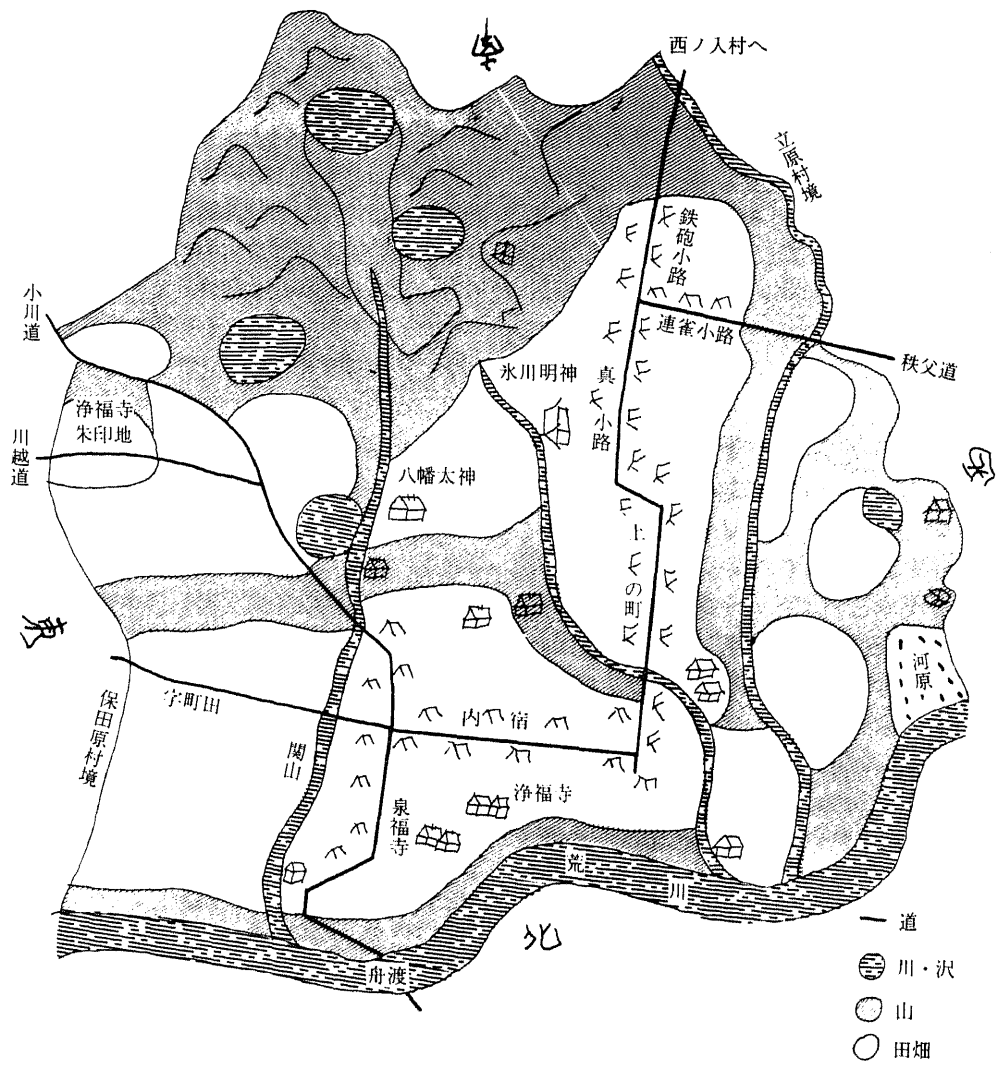 南
西ノ入村へ
立原村境
鉄砲小路
連雀小路
秩父道
小川道
浄福寺
朱印地
川越道
氷川明神
真
小路
八幡太神
上
の町
西
東
河原
字町田
内宿
保田原村境
関山
浄福寺
泉福寺
荒川
北
舟渡
道
川・沢
山
田畑